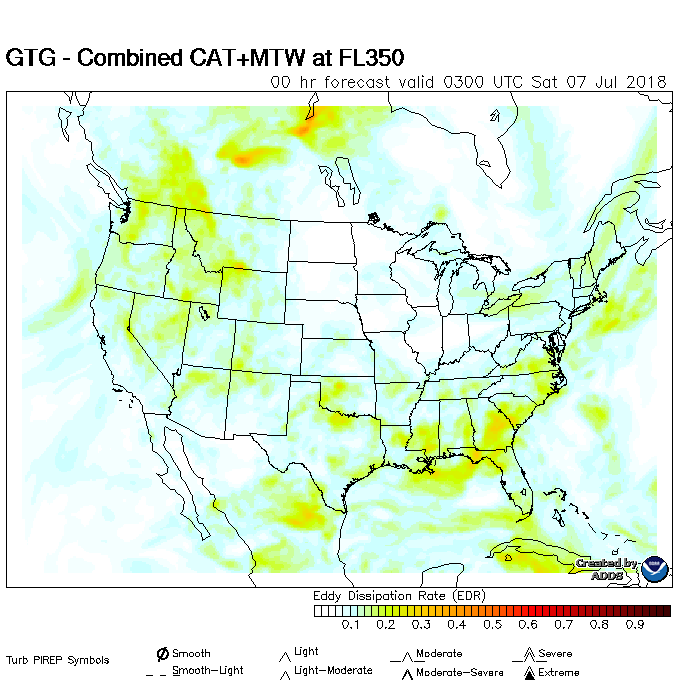 GTG - Combined CAT+MTW at FL350
00 hr forecast valid 0300 UTC Sat 07 Jul 2018
Created by
ADDS
Eddy Dissipation Rate (EDR)
0.1 0.2 0.3 0.4 0.5 0.6 0.7 0.8 0.9
Turb PIREP Symbols
Smooth Light Moderate Severe
Smooth-Light Light-Moderate Moderate-Severe Extreme